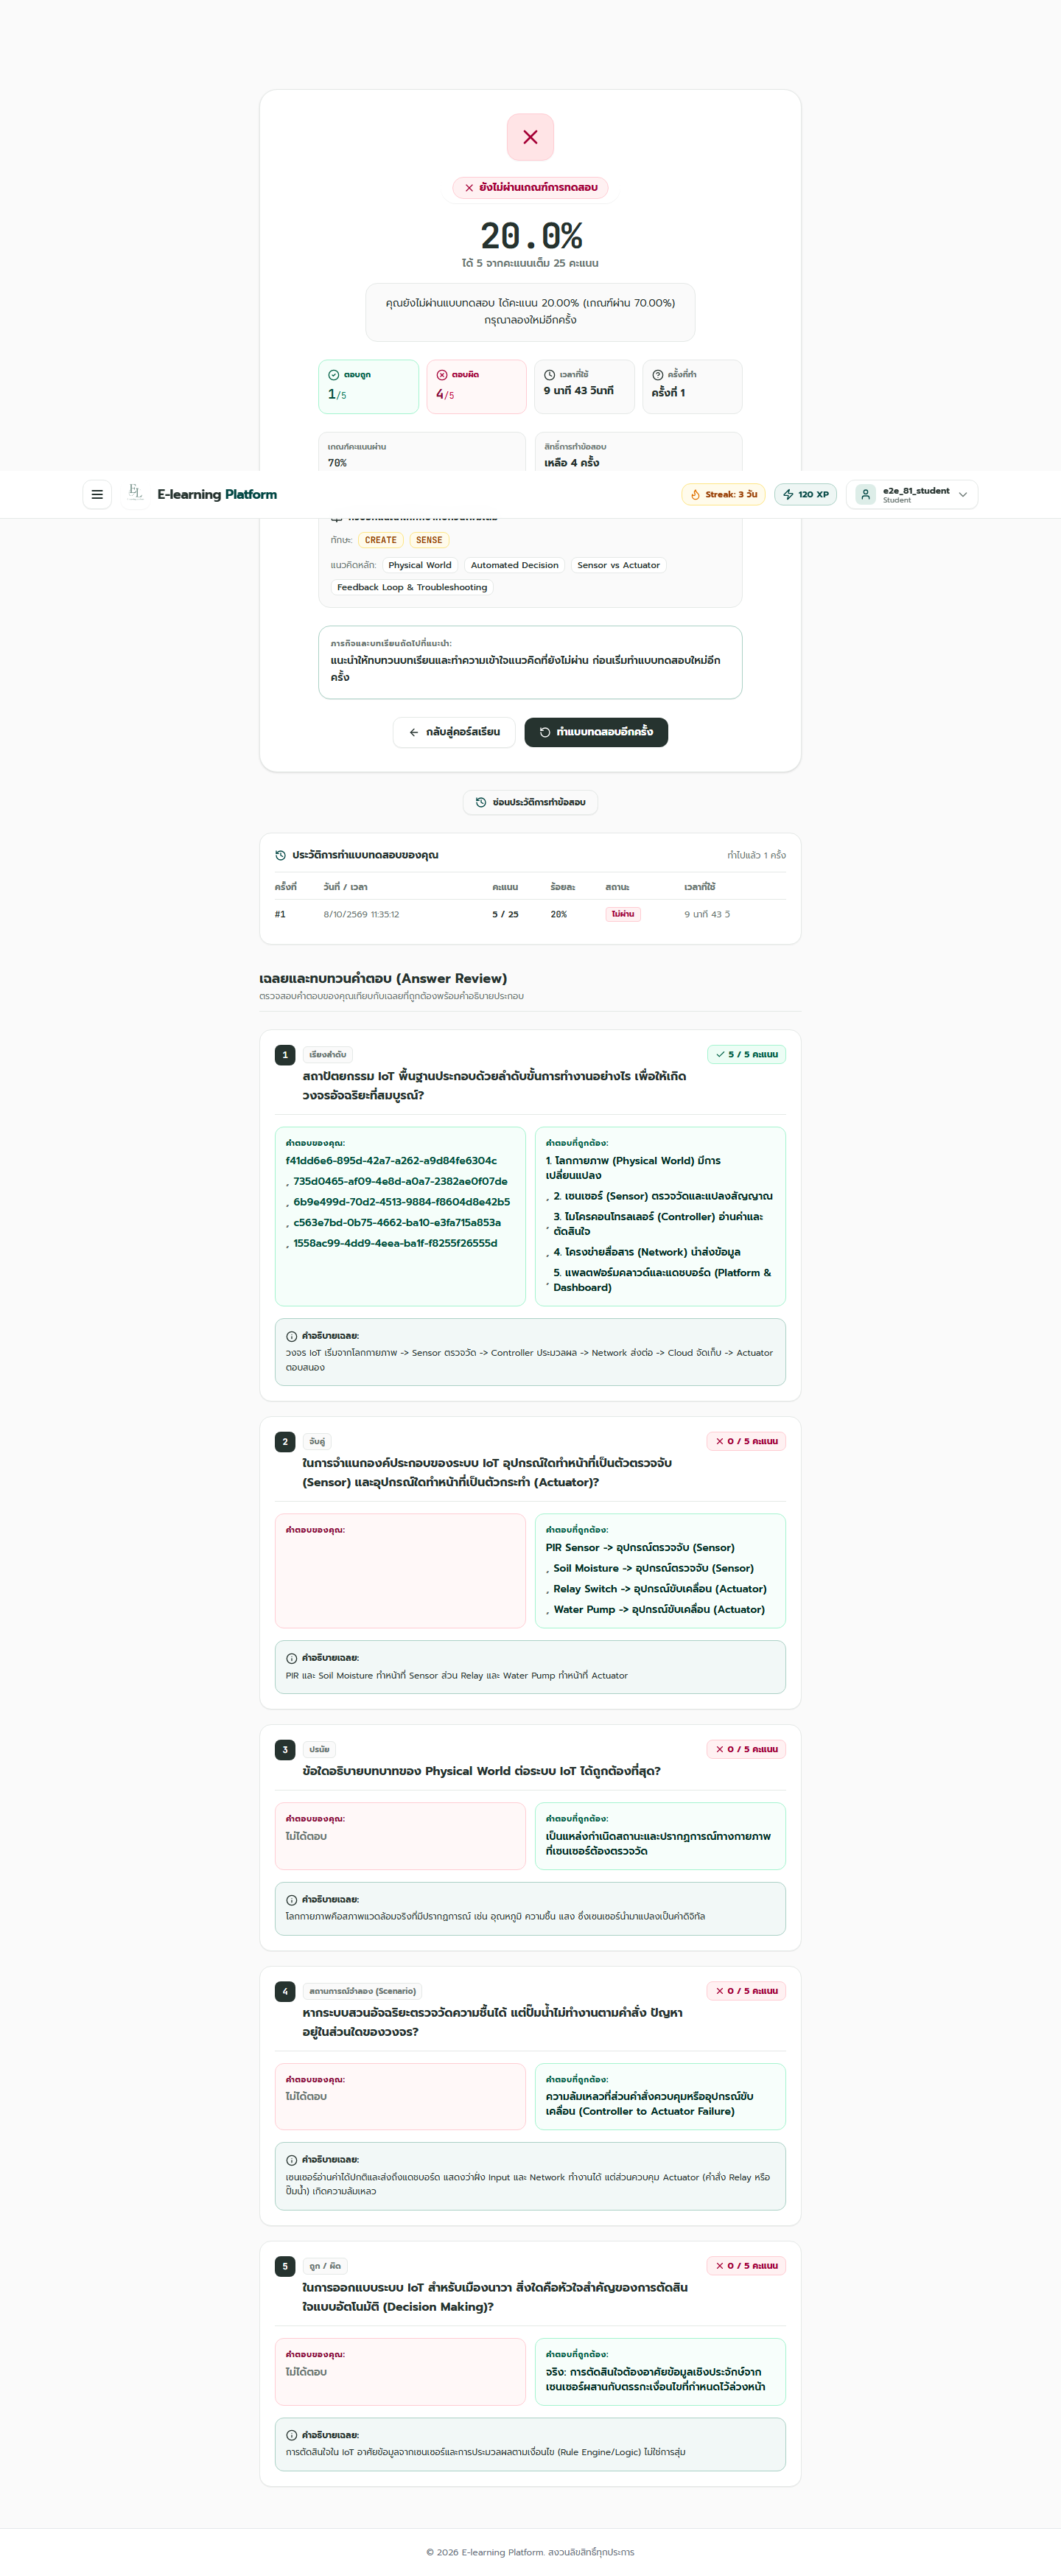 ยังไม่ผ่านเกณฑ์การทดสอบ
20.0%
ได้ 5 จากคะแนนเต็ม 25 คะแนน
คุณยังไม่ผ่านแบบทดสอบ ได้คะแนน 20.00% (เกณฑ์ผ่าน 70.00%)
กรุณาลองใหม่อีกครั้ง
ตอบถูก
1/5
ตอบผิด
4/5
เวลาที่ใช้
9 นาที 43 วินาที
ครั้งที่ทำ
ครั้งที่ 1
เกณฑ์คะแนนผ่าน
70%
สิทธิ์การทำข้อสอบ
เหลือ 4 ครั้ง
EL
E-learning Platform
Streak: 3 วัน
120 XP
e2e_81_student
Student
ทักษะ: CREATE SENSE
แนวคิดหลัก: Physical World Automated Decision Sensor vs Actuator
Feedback Loop & Troubleshooting
ภารกิจและบทเรียนถัดไปที่แนะนำ:
แนะนำให้ทบทวนบทเรียนและทำความเข้าใจแนวคิดที่ยังไม่ผ่าน ก่อนเริ่มทำแบบทดสอบใหม่อีก
ครั้ง
กลับสู่คอร์สเรียน
ทำแบบทดสอบอีกครั้ง
ซ่อนประวัติการทำข้อสอบ
ประวัติการทำแบบทดสอบของคุณ
ทำไปแล้ว 1 ครั้ง
ครั้งที่ วันที่ / เวลา คะแนน ร้อยละ สถานะ เวลาที่ใช้
#1 8/10/2569 11:35:12 5 / 25 20% ไม่ผ่าน 9 นาที 43 วิ
เฉลยและทบทวนคำตอบ (Answer Review)
ตรวจสอบคำตอบของคุณเทียบกับเฉลยที่ถูกต้องพร้อมคำอธิบายประกอบ
1 เรียงลำดับ
5 / 5 คะแนน
สถาปัตยกรรม IoT พื้นฐานประกอบด้วยลำดับขั้นการทำงานอย่างไร เพื่อให้เกิด
วงจรอัจฉริยะที่สมบูรณ์?
คำตอบของคุณ:
f41dd6e6-895d-42a7-a262-a9d84fe6304c
, 735d0465-af09-4e8d-a0a7-2382ae0f07de
, 6b9e499d-70d2-4513-9884-f8604d8e42b5
, c563e7bd-0b75-4662-ba10-e3fa715a853a
, 1558ac99-4dd9-4eea-ba1f-f8255f26555d
คำตอบที่ถูกต้อง:
1. โลกกายภาพ (Physical World) มีการ
เปลี่ยนแปลง
, 2. เซนเซอร์ (Sensor) ตรวจวัดและแปลงสัญญาณ
, 3. ไมโครคอนโทรลเลอร์ (Controller) อ่านค่าและ
ตัดสินใจ
, 4. โครงข่ายสื่อสาร (Network) นำส่งข้อมูล
, 5. แพลตฟอร์มคลาวด์และแดชบอร์ด (Platform &
Dashboard)
คำอธิบายเฉลย:
วงจร IoT เริ่มจากโลกกายภาพ -> Sensor ตรวจวัด -> Controller ประมวลผล -> Network ส่งต่อ -> Cloud จัดเก็บ -> Actuator
ตอบสนอง
2 จับคู่
0 / 5 คะแนน
ในการจำแนกองค์ประกอบของระบบ IoT อุปกรณ์ใดทำหน้าที่เป็นตัวตรวจจับ
(Sensor) และอุปกรณ์ใดทำหน้าที่เป็นตัวกระทำ (Actuator)?
คำตอบของคุณ:
คำตอบที่ถูกต้อง:
PIR Sensor -> อุปกรณ์ตรวจจับ (Sensor)
, Soil Moisture -> อุปกรณ์ตรวจจับ (Sensor)
, Relay Switch -> อุปกรณ์ขับเคลื่อน (Actuator)
, Water Pump -> อุปกรณ์ขับเคลื่อน (Actuator)
คำอธิบายเฉลย:
PIR และ Soil Moisture ทำหน้าที่ Sensor ส่วน Relay และ Water Pump ทำหน้าที่ Actuator
3 ปรนัย
0 / 5 คะแนน
ข้อใดอธิบายบทบาทของ Physical World ต่อระบบ IoT ได้ถูกต้องที่สุด?
คำตอบของคุณ:
ไม่ได้ตอบ
คำตอบที่ถูกต้อง:
เป็นแหล่งกำเนิดสถานะและปรากฏการณ์ทางกายภาพ
ที่เซนเซอร์ต้องตรวจวัด
คำอธิบายเฉลย:
โลกกายภาพคือสภาพแวดล้อมจริงที่มีปรากฏการณ์ เช่น อุณหภูมิ ความชื้น แสง ซึ่งเซนเซอร์นำมาแปลงเป็นค่าดิจิทัล
4 สถานการณ์จำลอง (Scenario)
0 / 5 คะแนน
หากระบบสวนอัจฉริยะตรวจวัดความชื้นได้ แต่ปั๊มน้ำไม่ทำงานตามคำสั่ง ปัญหา
อยู่ในส่วนใดของวงจร?
คำตอบของคุณ:
ไม่ได้ตอบ
คำตอบที่ถูกต้อง:
ความล้มเหลวที่ส่วนคำสั่งควบคุมหรืออุปกรณ์ขับ
เคลื่อน (Controller to Actuator Failure)
คำอธิบายเฉลย:
เซนเซอร์อ่านค่าได้ปกติและส่งถึงแดชบอร์ด แสดงว่าฝั่ง Input และ Network ทำงานได้ แต่ส่วนควบคุม Actuator (คำสั่ง Relay หรือ
ปั๊มน้ำ) เกิดความล้มเหลว
5 ถูก / ผิด
0 / 5 คะแนน
ในการออกแบบระบบ IoT สำหรับเมืองนาวา สิ่งใดคือหัวใจสำคัญของการตัดสิน
ใจแบบอัตโนมัติ (Decision Making)?
คำตอบของคุณ:
ไม่ได้ตอบ
คำตอบที่ถูกต้อง:
จริง: การตัดสินใจต้องอาศัยข้อมูลเชิงประจักษ์จาก
เซนเซอร์ผสานกับตรรกะเงื่อนไขที่กำหนดไว้ล่วงหน้า
คำอธิบายเฉลย:
การตัดสินใจใน IoT อาศัยข้อมูลจากเซนเซอร์และการประมวลผลตามเงื่อนไข (Rule Engine/Logic) ไม่ใช่การสุ่ม
© 2026 E-learning Platform. สงวนลิขสิทธิ์ทุกประการ